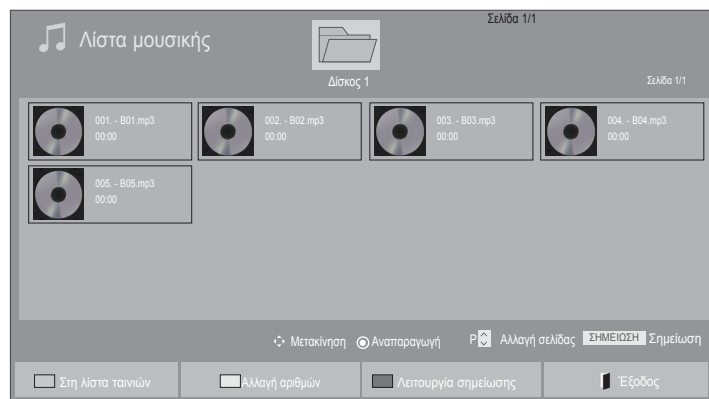 Σελίδα 1/1
Λίστα μουσικής
Δίσκος 1
Σελίδα 1/1
001. - B01.mp3
00:00
002. - B02.mp3
00:00
003. - B03.mp3
00:00
004. - B04.mp3
00:00
005. - B05.mp3
00:00
Μετακίνηση Αναπαραγωγή P Αλλαγή σελίδας ΣΗΜΕΙΩΣΗ Σημείωση
Στη λίστα ταινιών Αλλαγή αριθμών Λειτουργία σημείωσης Έξοδος